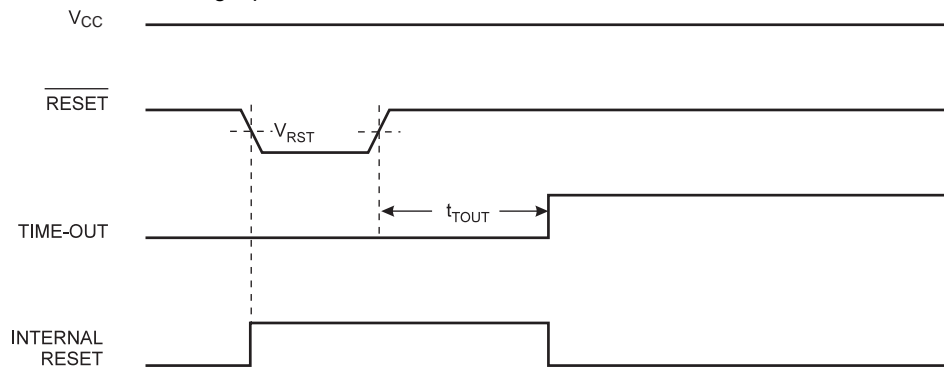 VCC
RESET
VRST
tTOUT
TIME-OUT
INTERNAL
RESET